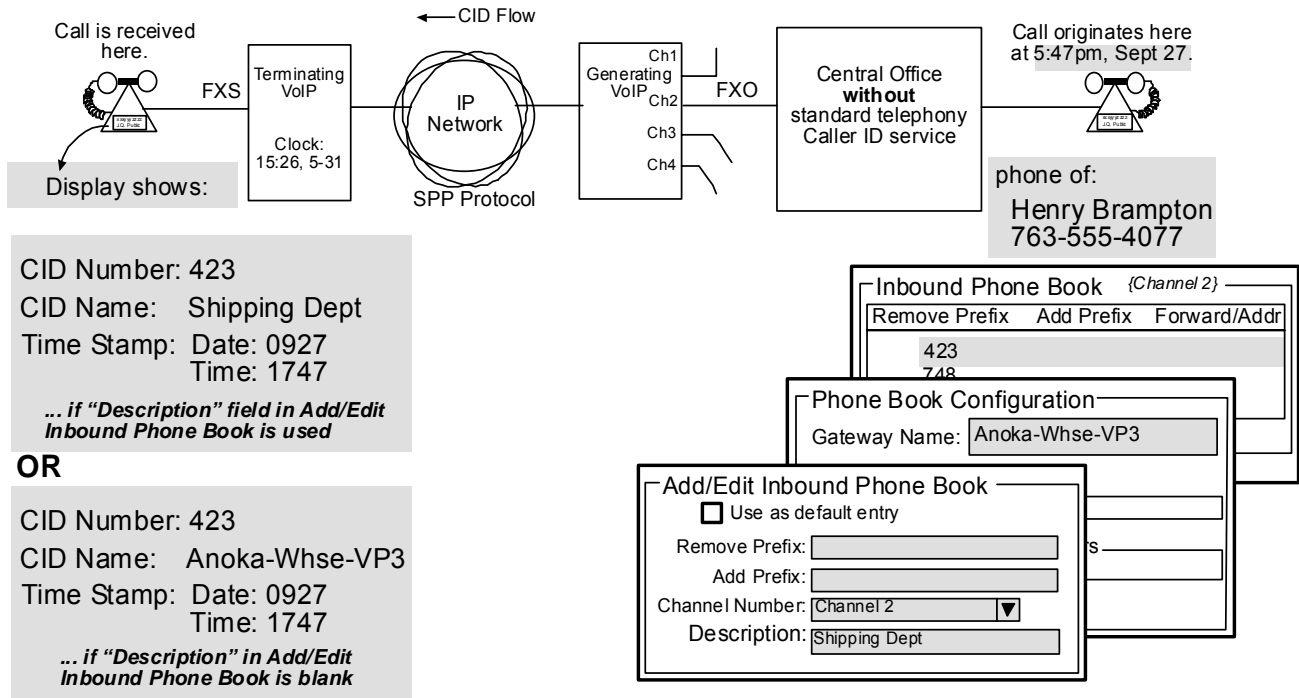 CID Flow
Call is received
here.
FXS
Terminating
VoIP
Clock:
15:26, 5-31
IP
Network
SPP Protocol
Generating
VoIP
Ch1
Ch2
Ch3
Ch4
FXO
Central Office
without
standard telephony
Caller ID service
Call originates here
at 5:47pm, Sept 27.
J.Q. Public
J.Q. Public
phone of:
Henry Brampton
763-555-4077
Display shows:
CID Number: 423
CID Name: Shipping Dept
Time Stamp: Date: 0927
Time: 1747
... if “Description” field in Add/Edit
Inbound Phone Book is used
OR
CID Number: 423
CID Name: Anoka-Whse-VP3
Time Stamp: Date: 0927
Time: 1747
... if “Description” in Add/Edit
Inbound Phone Book is blank
Inbound Phone Book {Channel 2}
Remove Prefix Add Prefix Forward/Addr
423
748
Phone Book Configuration
Gateway Name: Anoka-Whse-VP3
Add/Edit Inbound Phone Book
Use as default entry
Remove Prefix:
Add Prefix:
Channel Number: Channel 2
Description: Shipping Dept